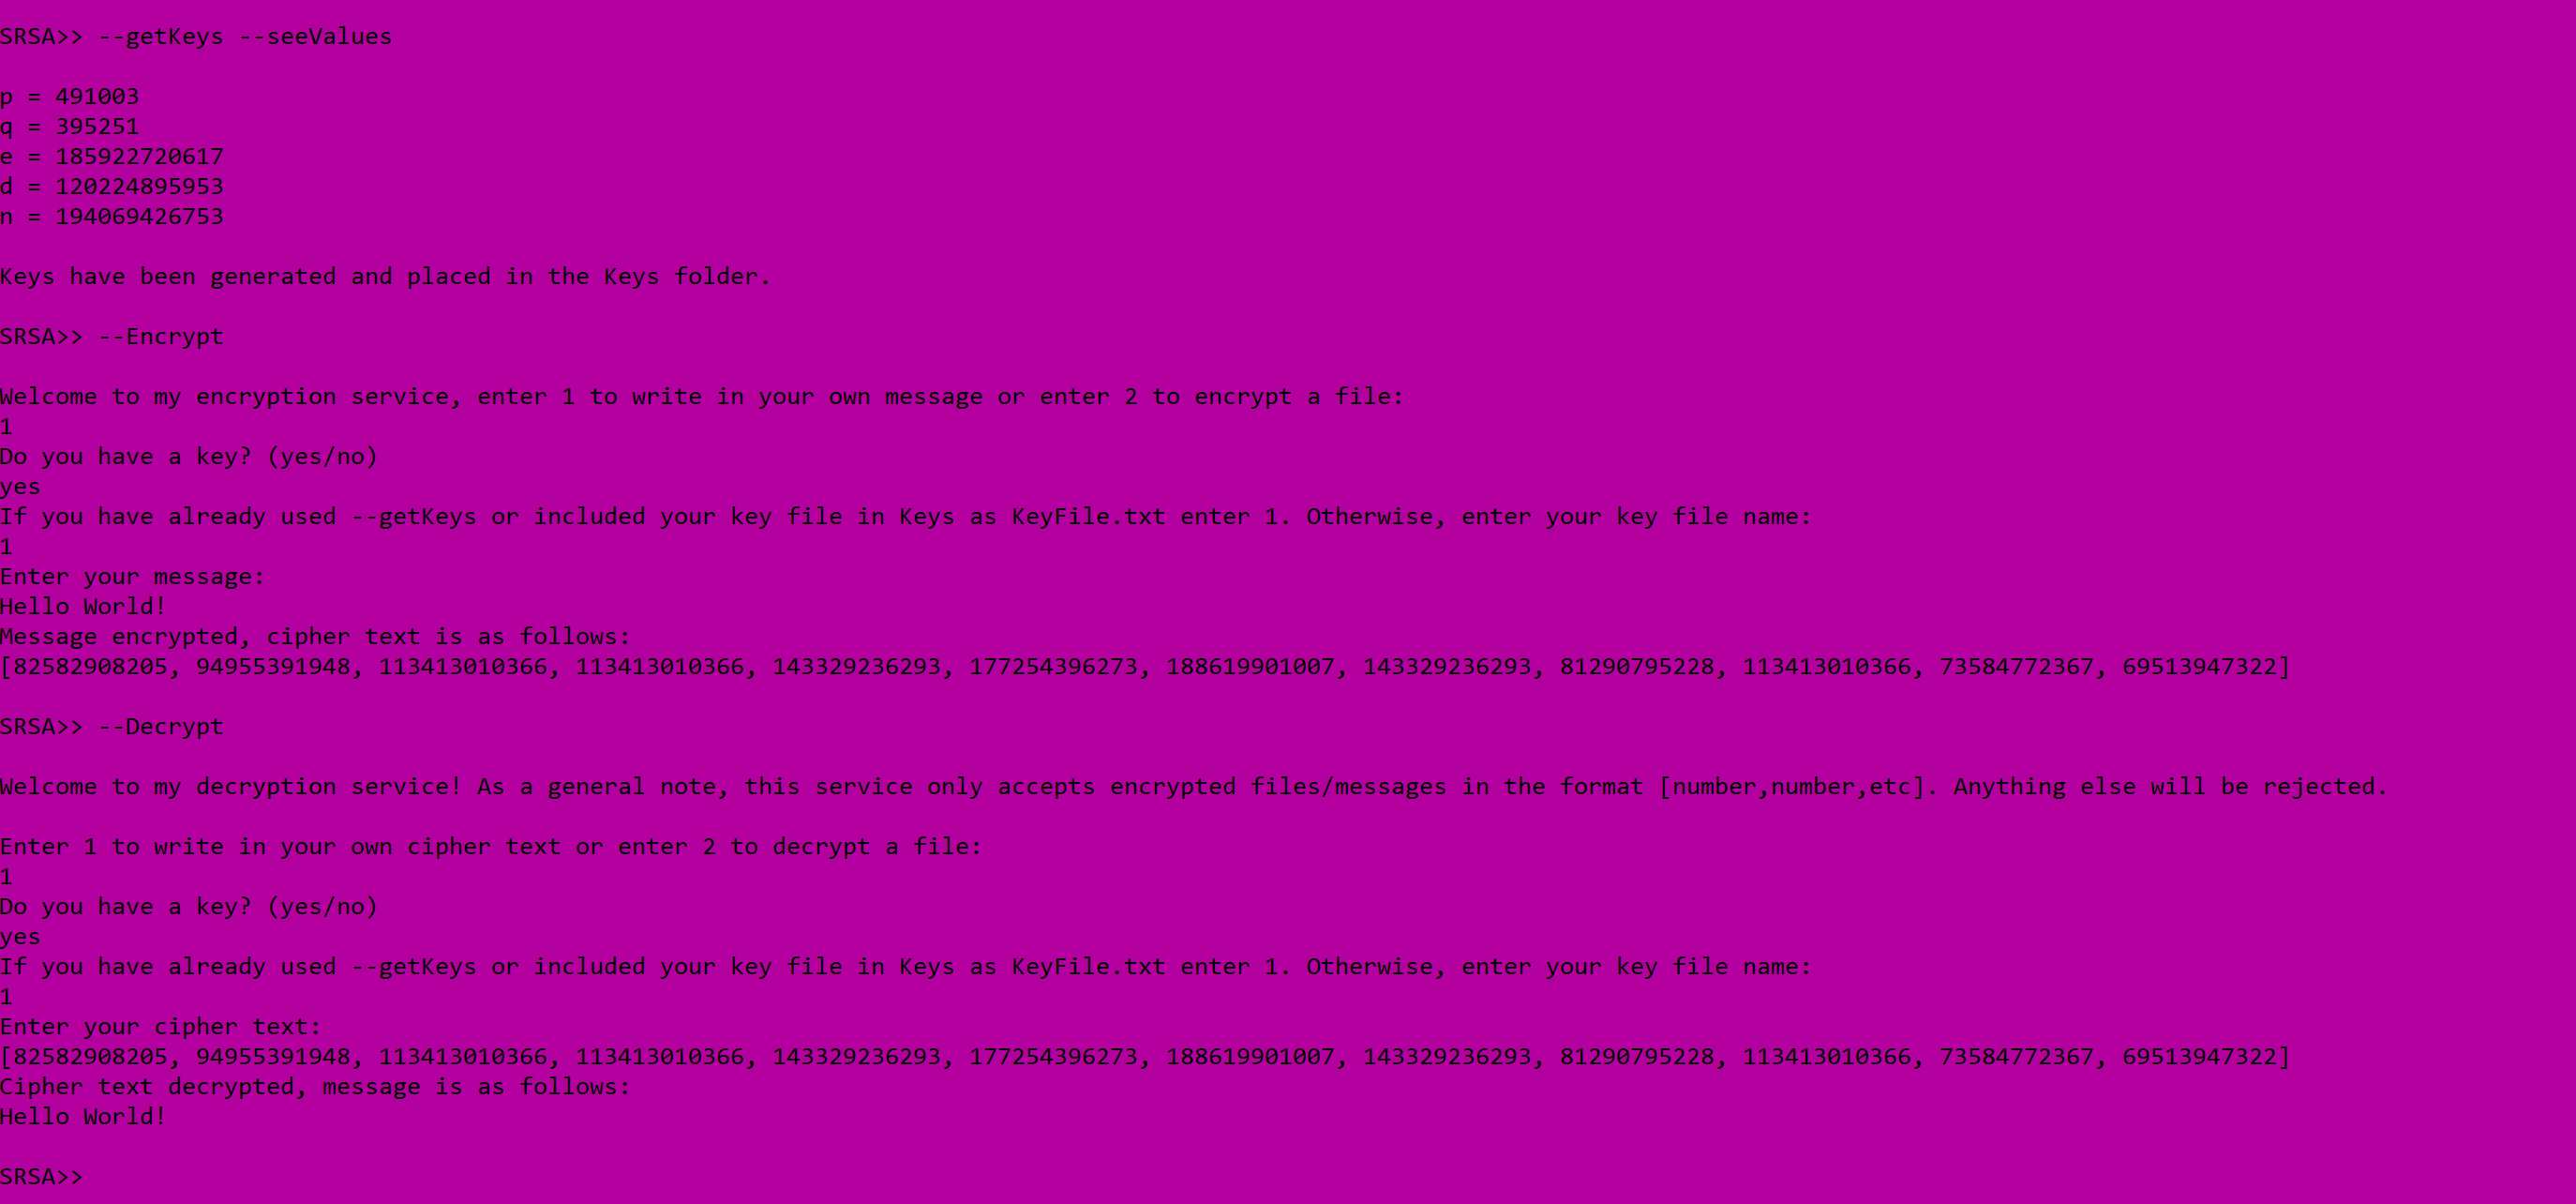 SRSA>> --getKeys --seeValues
p = 491003
q = 395251
e = 185922720617
d = 120224895953
n = 194069426753
Keys have been generated and placed in the Keys folder.
SRSA>> --Encrypt
Welcome to my encryption service, enter 1 to write in your own message or enter 2 to encrypt a file:
1
Do you have a key? (yes/no)
yes
If you have already used --getKeys or included your key file in Keys as KeyFile.txt enter 1. Otherwise, enter your key file name:
1
Enter your message:
Hello World!
Message encrypted, cipher text is as follows:
[82582908205, 94955391948, 113413010366, 113413010366, 143329236293, 177254396273, 188619901007, 143329236293, 81290795228, 113413010366, 73584772367, 69513947322]
SRSA>> --Decrypt
Welcome to my decryption service! As a general note, this service only accepts encrypted files/messages in the format [number,number,etc]. Anything else will be rejected.
Enter 1 to write in your own cipher text or enter 2 to decrypt a file:
1
Do you have a key? (yes/no)
yes
If you have already used --getKeys or included your key file in Keys as KeyFile.txt enter 1. Otherwise, enter your key file name:
1
Enter your cipher text:
[82582908205, 94955391948, 113413010366, 113413010366, 143329236293, 177254396273, 188619901007, 143329236293, 81290795228, 113413010366, 73584772367, 69513947322]
Cipher text decrypted, message is as follows:
Hello World!
SRSA>>